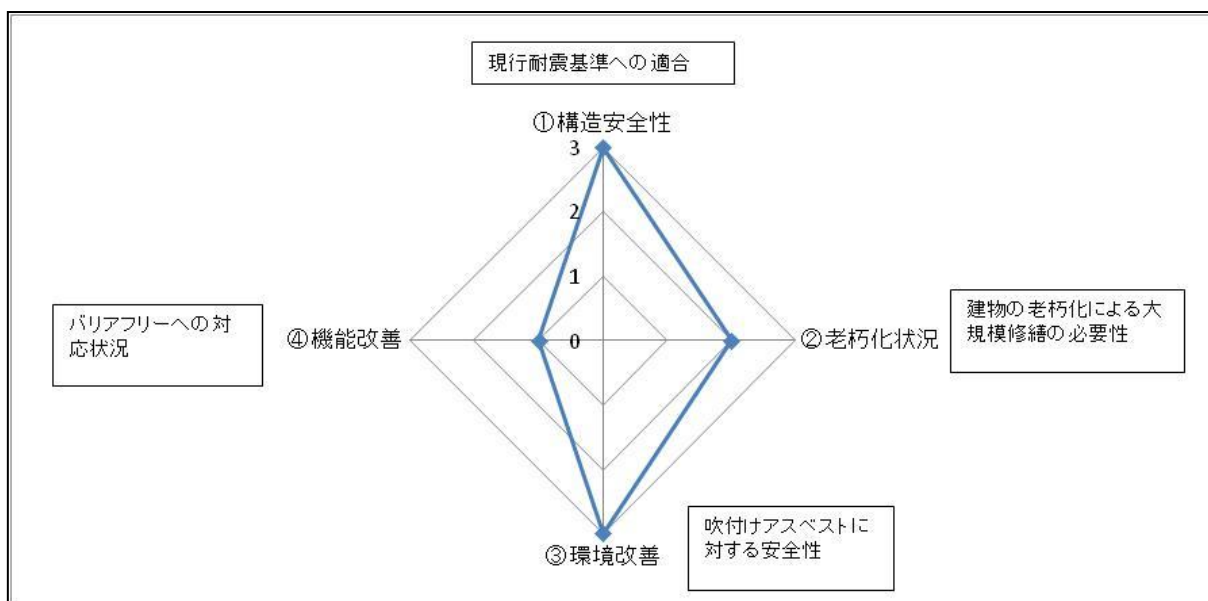 現行耐震基準への適合
①構造安全性
3
2
1
0
バリアフリーへの対
応状況
④機能改善
②老朽化状況
建物の老朽化による大
規模修繕の必要性
③環境改善
吹付けアスベストに
対する安全性